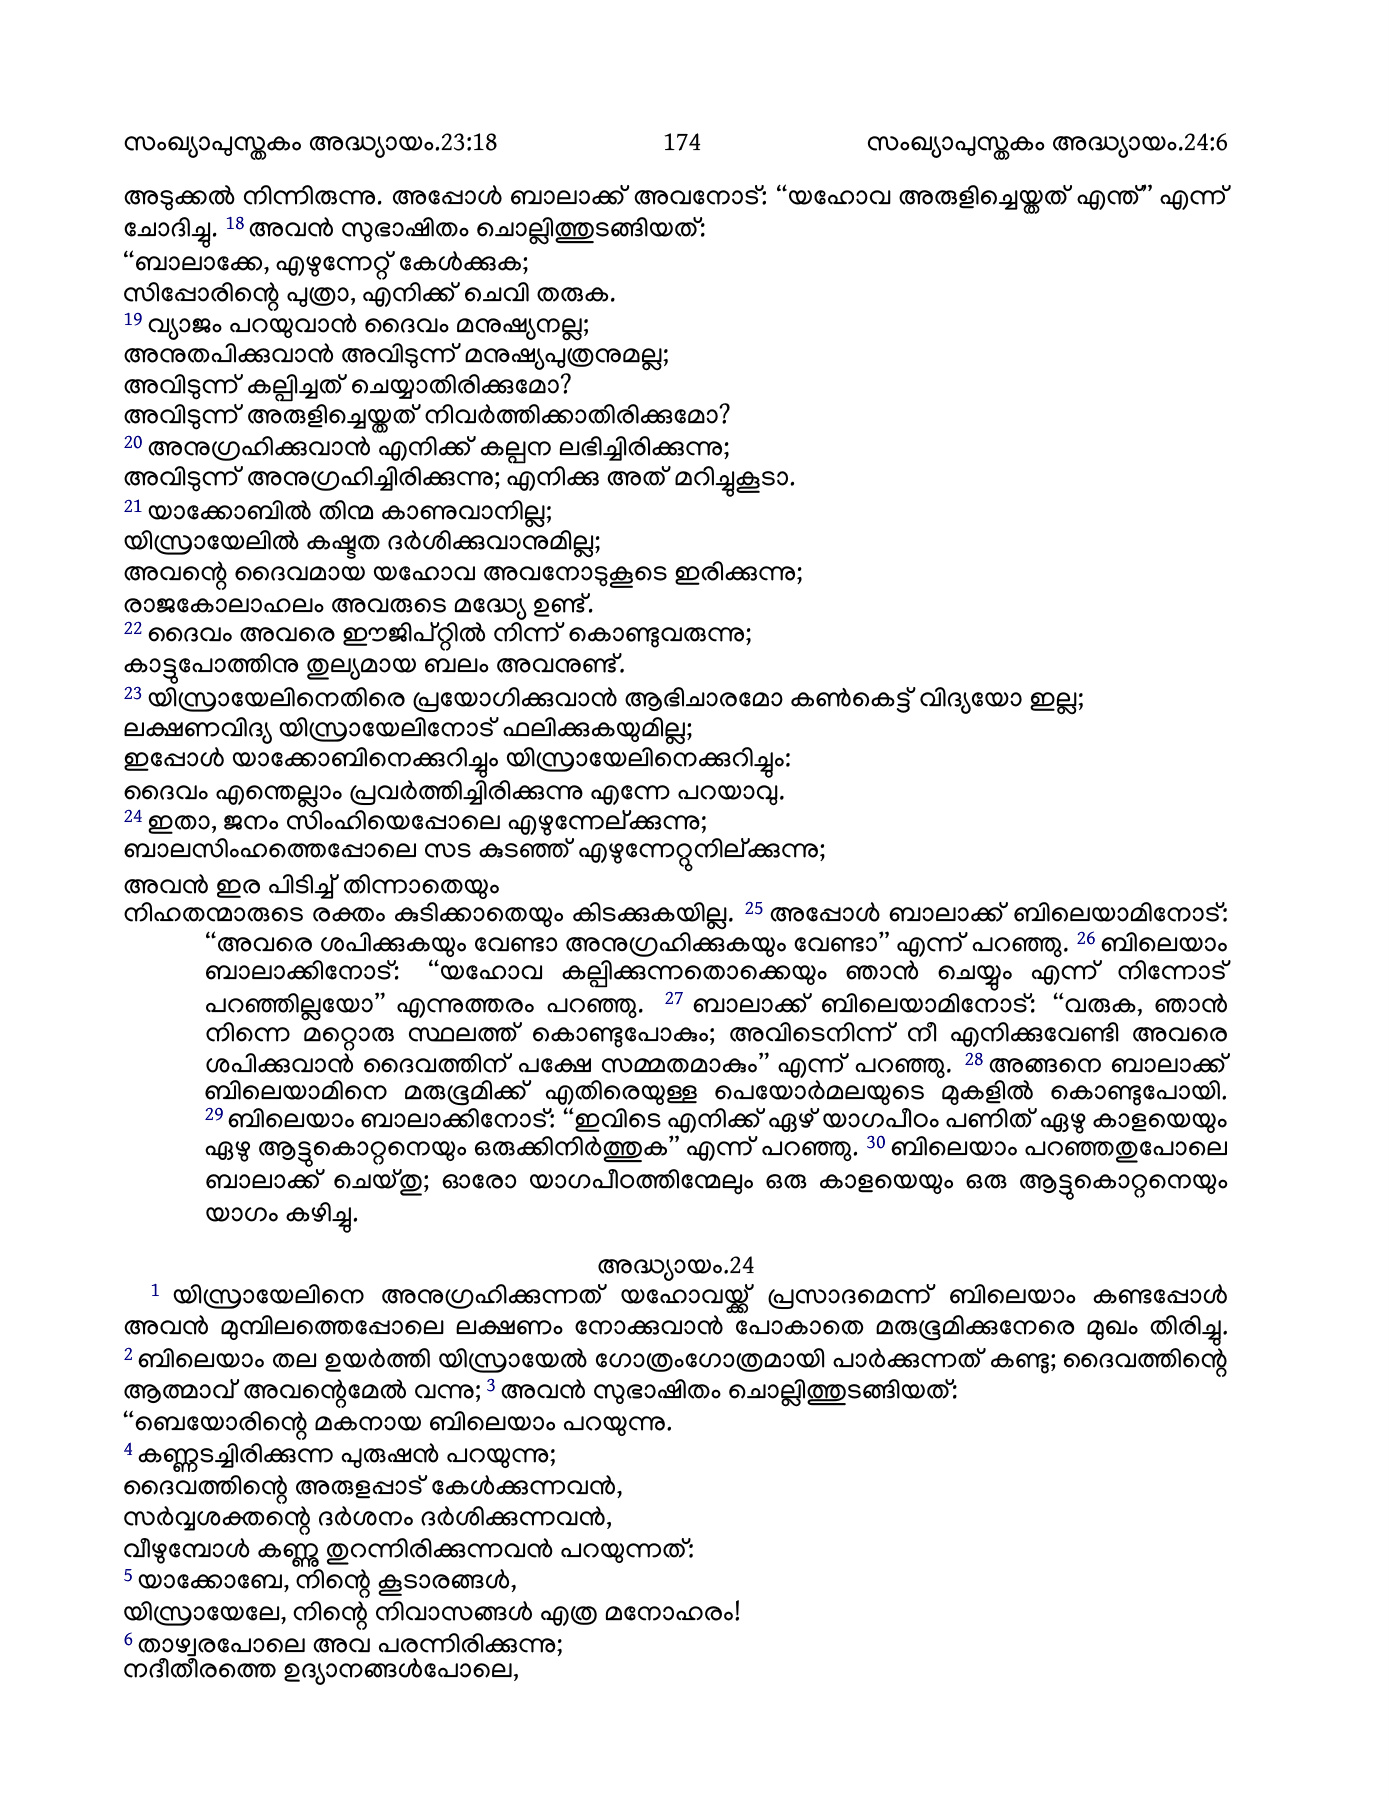 സംഖ്യാപുസ്തകം അദ്ധ്യായം.23:18 174 സംഖ്യാപുസ്തകം അദ്ധ്യായം.24:6
അടുക്കൽ നിന്നിരുന്നു. അപ്പോൾ ബാലാക്ക് അവനോട്: “യഹോവ അരുളിച്ചെയ്തത് എന്ത്” എന്ന്
ചോദിച്ചു. 18 അവൻ സുഭാഷിതം ചൊല്ലിത്തുടങ്ങിയത്:
“ബാലാക്കേ, എഴുന്നേറ്റ് കേൾക്കുക;
സിപ്പോരിന്റെ പുത്രാ, എനിക്ക് ചെവി തരുക.
19 വ്യാജം പറയുവാൻ ദൈവം മനുഷ്യനല്ല;
അനുതപിക്കുവാൻ അവിടുന്ന് മനുഷ്യപുത്രനുമല്ല;
അവിടുന്ന് കല്പിച്ചത് ചെയ്യാതിരിക്കുമോ?
അവിടുന്ന് അരുളിച്ചെയ്തത് നിവർത്തിക്കാതിരിക്കുമോ?
20 അനുഗ്രഹിക്കുവാൻ എനിക്ക് കല്പന ലഭിച്ചിരിക്കുന്നു;
അവിടുന്ന് അനുഗ്രഹിച്ചിരിക്കുന്നു; എനിക്കു അത് മറിച്ചുകൂടാ.
21 യാക്കോബിൽ തിന്മ കാണുവാനില്ല;
യിസ്രായേലിൽ കഷ്ടത ദർശിക്കുവാനുമില്ല;
അവന്റെ ദൈവമായ യഹോവ അവനോടുകൂടെ ഇരിക്കുന്നു;
രാജകോലാഹലം അവരുടെ മദ്ധ്യേ ഉണ്ട്.
22 ദൈവം അവരെ ഈജിപ്റ്റിൽ നിന്ന് കൊണ്ടുവരുന്നു;
കാട്ടുപോത്തിനു തുല്യമായ ബലം അവനുണ്ട്.
23 യിസ്രായേലിനെതിരെ പ്രയോഗിക്കുവാൻ ആഭിചാരമോ കൺകെട്ട് വിദ്യയോ ഇല്ല;
ലക്ഷണവിദ്യ യിസ്രായേലിനോട് ഫലിക്കുകയുമില്ല;
ഇപ്പോൾ യാക്കോബിനെക്കുറിച്ചും യിസ്രായേലിനെക്കുറിച്ചും:
ദൈവം എന്തെല്ലാം പ്രവർത്തിച്ചിരിക്കുന്നു എന്നേ പറയാവു.
24 ഇതാ, ജനം സിംഹിയെപ്പോലെ എഴുന്നേല്ക്കുന്നു;
ബാലസിംഹത്തെപ്പോലെ സട കുടഞ്ഞ് എഴുന്നേറ്റുനില്ക്കുന്നു;
അവൻ ഇര പിടിച്ച് തിന്നാതെയും
നിഹതന്മാരുടെ രക്തം കുടിക്കാതെയും കിടക്കുകയില്ല. 25 അപ്പോൾ ബാലാക്ക് ബിലെയാമിനോട്:
“അവരെ ശപിക്കുകയും വേണ്ടാ അനുഗ്രഹിക്കുകയും വേണ്ടാ” എന്ന് പറഞ്ഞു. 26 ബിലെയാം
ബാലാക്കിനോട്: “യഹോവ കല്പിക്കുന്നതൊക്കെയും ഞാൻ ചെയ്യും എന്ന് നിന്നോട്
പറഞ്ഞില്ലയോ” എന്നുത്തരം പറഞ്ഞു. 27 ബാലാക്ക് ബിലെയാമിനോട്: “വരുക, ഞാൻ
നിന്നെ മറ്റൊരു സ്ഥലത്ത് കൊണ്ടുപോകും; അവിടെനിന്ന് നീ എനിക്കുവേണ്ടി അവരെ
ശപിക്കുവാൻ ദൈവത്തിന് പക്ഷേ സമ്മതമാകും” എന്ന് പറഞ്ഞു. 28 അങ്ങനെ ബാലാക്ക്
ബിലെയാമിനെ മരുഭൂമിക്ക് എതിരെയുള്ള പെയോർമലയുടെ മുകളിൽ കൊണ്ടുപോയി.
29 ബിലെയാം ബാലാക്കിനോട്: “ഇവിടെ എനിക്ക് ഏഴ് യാഗപീഠം പണിത് ഏഴു കാളയെയും
ഏഴു ആട്ടുകൊറ്റനെയും ഒരുക്കിനിർത്തുക” എന്ന് പറഞ്ഞു. 30 ബിലെയാം പറഞ്ഞതുപോലെ
ബാലാക്ക് ചെയ്തു; ഓരോ യാഗപീഠത്തിന്മേലും ഒരു കാളയെയും ഒരു ആട്ടുകൊറ്റനെയും
യാഗം കഴിച്ചു.
അദ്ധ്യായം.24
1 യിസ്രായേലിനെ അനുഗ്രഹിക്കുന്നത് യഹോവയ്ക്ക് പ്രസാദമെന്ന് ബിലെയാം കണ്ടപ്പോൾ
അവൻ മുമ്പിലത്തെപ്പോലെ ലക്ഷണം നോക്കുവാൻ പോകാതെ മരുഭൂമിക്കുനേരെ മുഖം തിരിച്ചു.
2 ബിലെയാം തല ഉയർത്തി യിസ്രായേൽ ഗോത്രംഗോത്രമായി പാർക്കുന്നത് കണ്ടു; ദൈവത്തിന്റെ
ആത്മാവ് അവന്റെമേൽ വന്നു; 3 അവൻ സുഭാഷിതം ചൊല്ലിത്തുടങ്ങിയത്:
“ബെയോരിന്റെ മകനായ ബിലെയാം പറയുന്നു.
4 കണ്ണടച്ചിരിക്കുന്ന പുരുഷൻ പറയുന്നു;
ദൈവത്തിന്റെ അരുളപ്പാട് കേൾക്കുന്നവൻ,
സർവ്വശക്തന്റെ ദർശനം ദർശിക്കുന്നവൻ,
വീഴുമ്പോൾ കണ്ണു തുറന്നിരിക്കുന്നവൻ പറയുന്നത്:
5 യാക്കോബേ, നിന്റെ കൂടാരങ്ങൾ,
യിസ്രായേലേ, നിന്റെ നിവാസങ്ങൾ എത്ര മനോഹരം!
6 താഴ്വരപോലെ അവ പരന്നിരിക്കുന്നു;
നദീതീരത്തെ ഉദ്യാനങ്ങൾപോലെ,